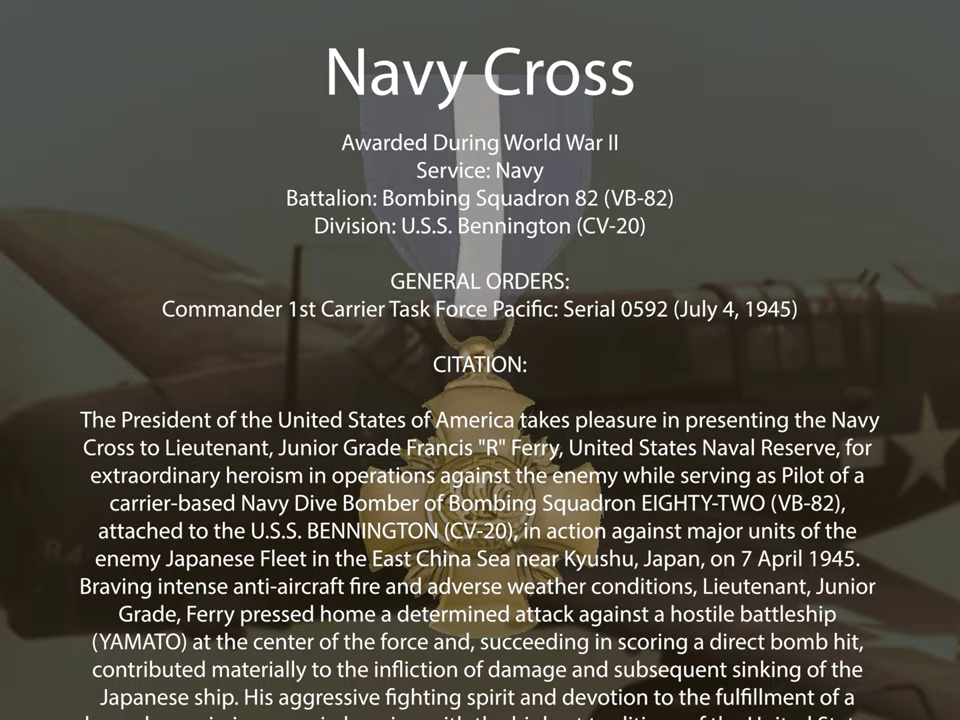 Navy Cross
Awarded During World War II
Service: Navy
Battalion: Bombing Squadron 82 (VB-82)
Division: U.S.S. Bennington (CV-20)
GENERAL ORDERS:
Commander 1st Carrier Task Force Pacific: Serial 0592 (July 4, 1945)
CITATION:
The President of the United States of America takes pleasure in presenting the Navy
Cross to Lieutenant, Junior Grade Francis "R" Ferry, United States Naval Reserve, for
extraordinary heroism in operations against the enemy while serving as Pilot of a
carrier-based Navy Dive Bomber of Bombing Squadron EIGHTY-TWO (VB-82),
attached to the U.S.S. BENNINGTON (CV-20), in action against major units of the
enemy Japanese Fleet in the East China Sea near Kyushu, Japan, on 7 April 1945.
Braving intense anti-aircraft fire and adverse weather conditions, Lieutenant, Junior
Grade, Ferry pressed home a determined attack against a hostile battleship
(YAMATO) at the center of the force and, succeeding in scoring a direct bomb hit,
contributed materially to the infliction of damage and subsequent sinking of the
Japanese ship. His aggressive fighting spirit and devotion to the fulfillment of a